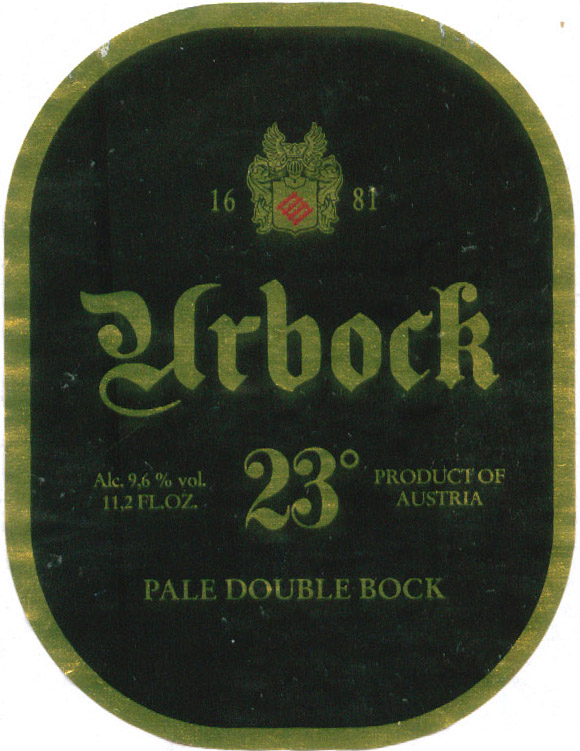 16 81
Urbock
23°
Alc. 9,6 % vol.
11,2 FL.OZ.
PRODUCT OF
AUSTRIA
PALE DOUBLE BOCK